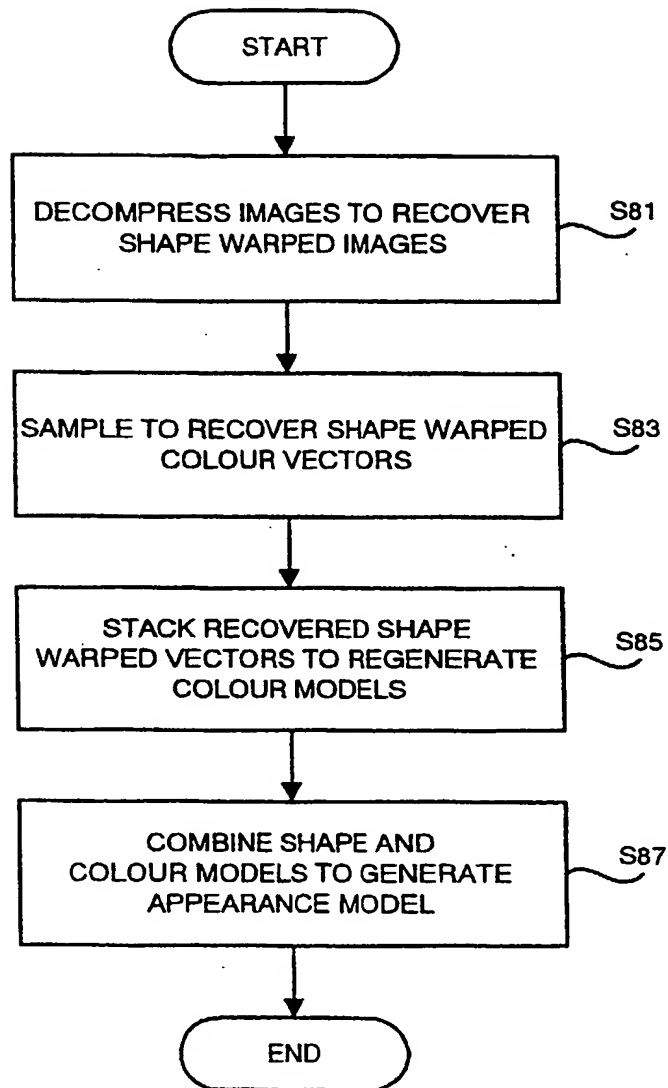 START
DECOMPRESS IMAGES TO RECOVER
SHAPE WARPED IMAGES
S81
SAMPLE TO RECOVER SHAPE WARPED
COLOUR VECTORS
S83
STACK RECOVERED SHAPE
WARPED VECTORS TO REGENERATE
COLOUR MODELS
S85
COMBINE SHAPE AND
COLOUR MODELS TO GENERATE
APPEARANCE MODEL
S87
END